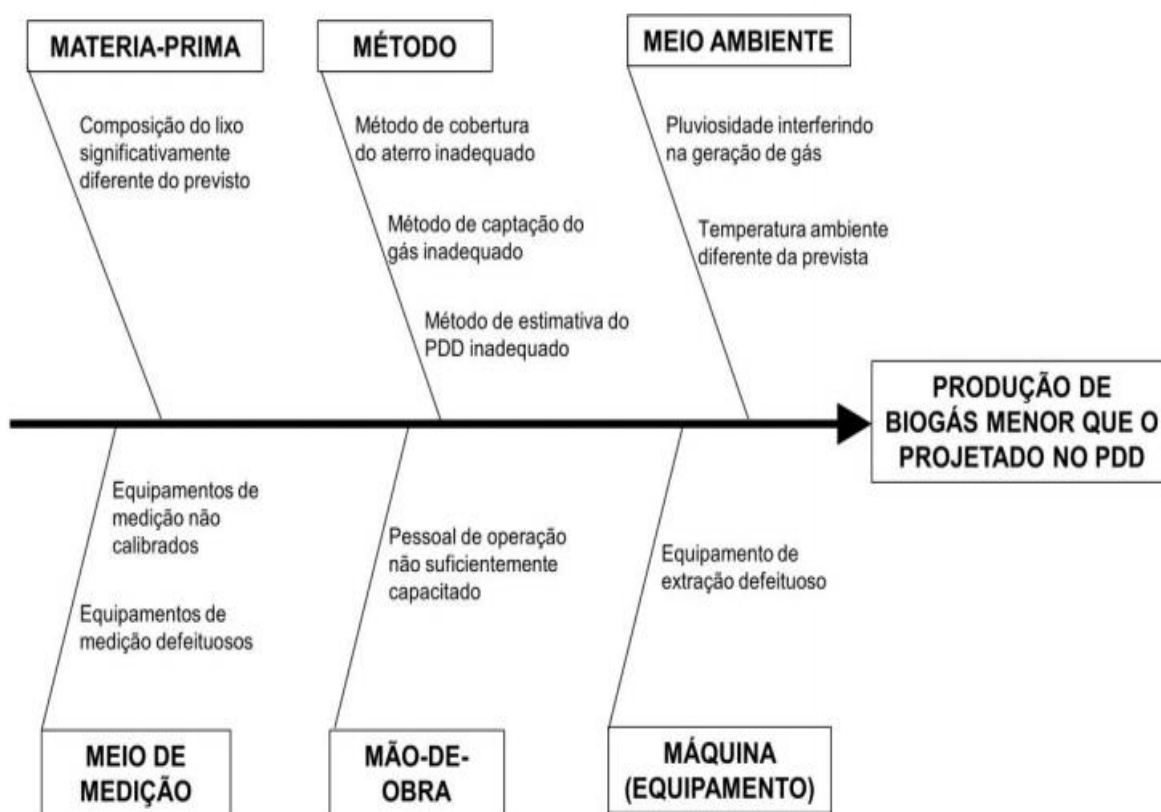 MATERIA-PRIMA
MÉTODO
MEIO AMBIENTE
Composição do lixo
significativamente
diferente do previsto
Método de cobertura
do aterro inadequado
Método de captação do
gás inadequado
Método de estimativa do
PDD inadequado
Pluviosidade interferindo
na geração de gás
Temperatura ambiente
diferente da prevista
PRODUÇÃO DE
BIOGÁS MENOR QUE O
PROJETADO NO PDD
Equipamentos de
medição não
calibrados
Equipamentos de
medição defeituosos
Pessoal de operação
não suficientemente
capacitado
Equipamento de
extração defeituoso
MEIO DE
MEDIÇÃO
MÃO-DE-
OBRA
MÁQUINA
(EQUIPAMENTO)